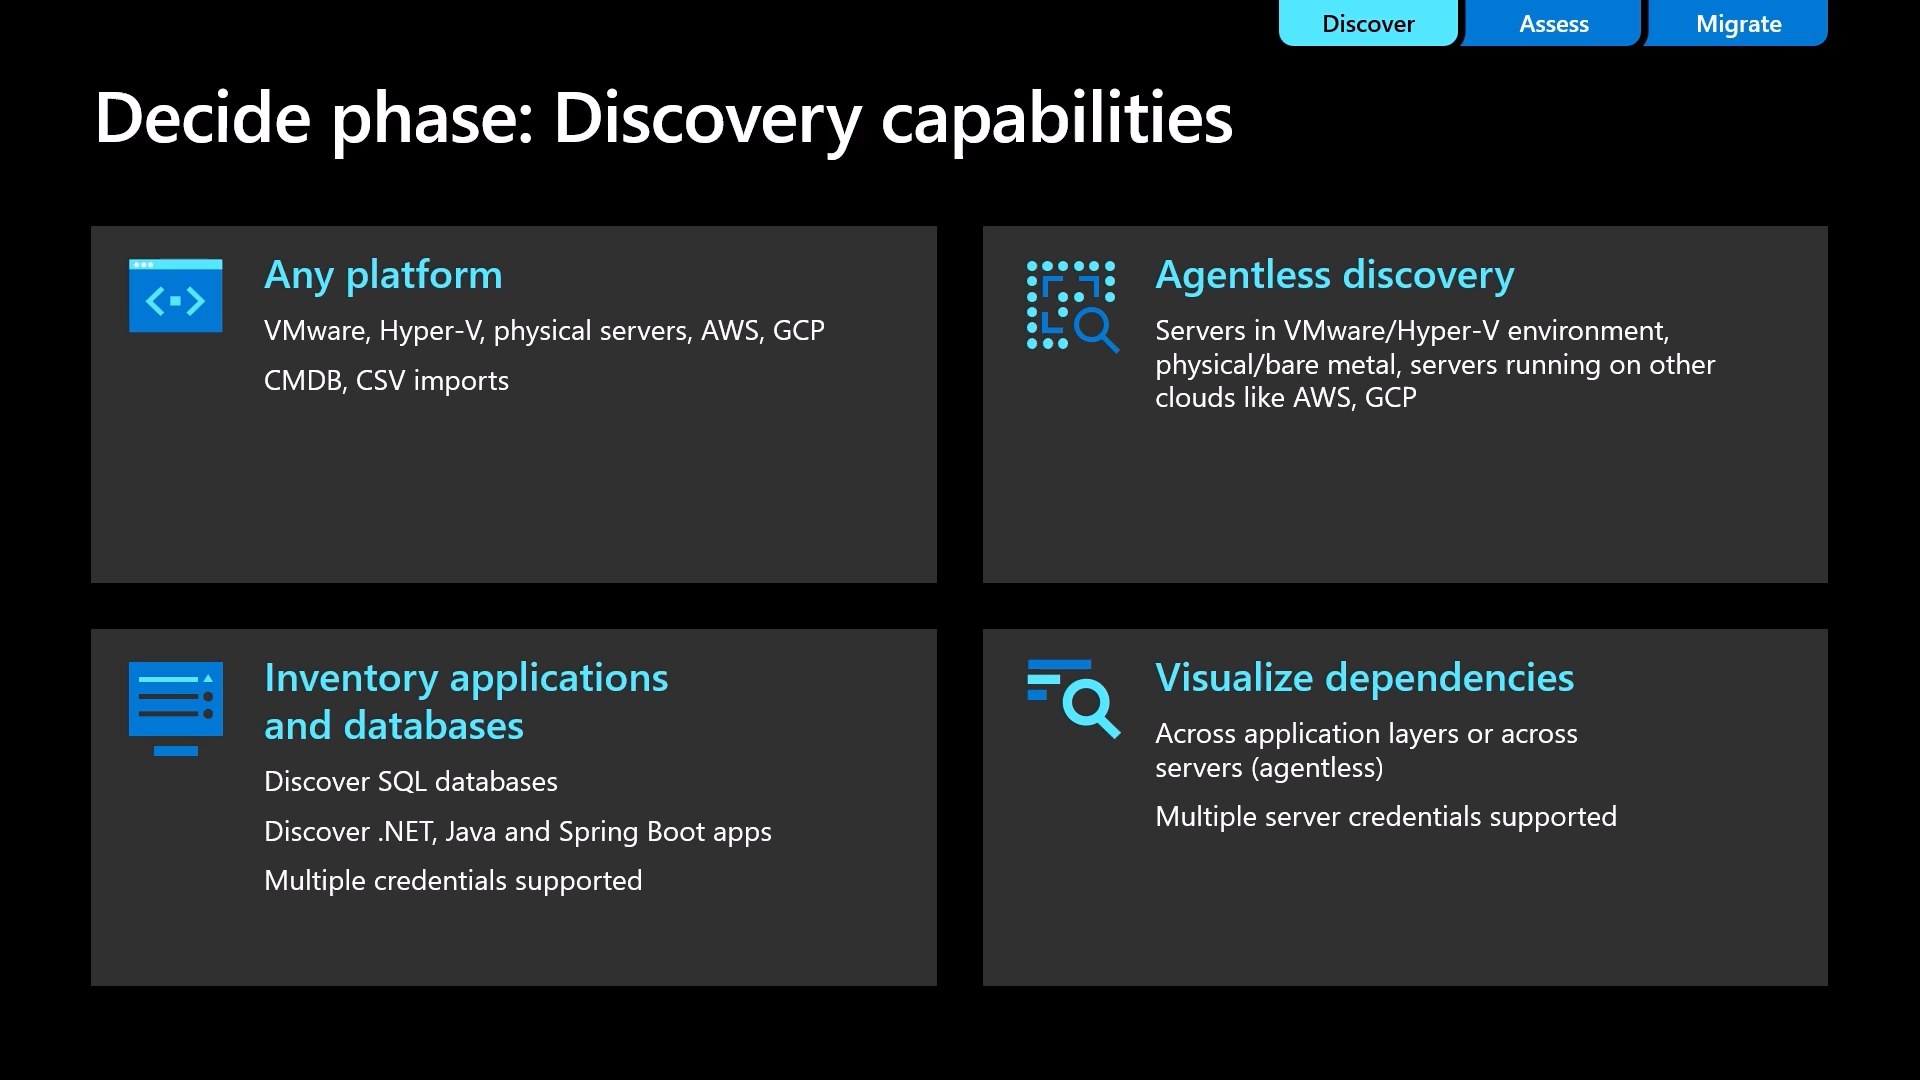 Discover
Assess
Migrate
Decide phase: Discovery capabilities
Any platform
VMware, Hyper-V, physical servers, AWS, GCP
CMDB, CSV imports
Agentless discovery
Servers in VMware/Hyper-V environment,
physical/bare metal, servers running on other
clouds like AWS, GCP
Inventory applications
and databases
Discover SQL databases
Discover .NET, Java and Spring Boot apps
Multiple credentials supported
Visualize dependencies
Across application layers or across
servers (agentless)
Multiple server credentials supported